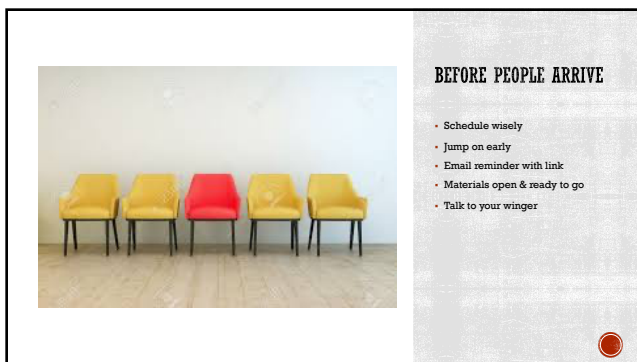 BEFORE PEOPLE ARRIVE
Schedule wisely
Jump on early
Email reminder with link
Materials open & ready to go
Talk to your winger